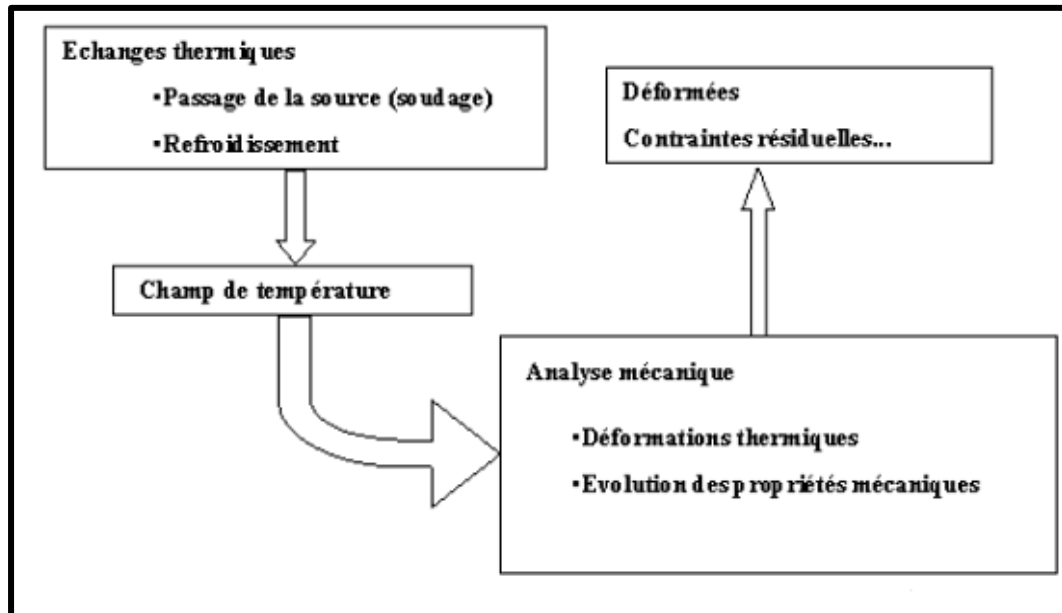 Echanges thermiques
•Passage de la source (soudage)
•Refroidissement
Déformées
Contraintes résiduelles...
Champ de température
Analyse mécanique
•Déformations thermiques
•Evolution des propriétés mécaniques